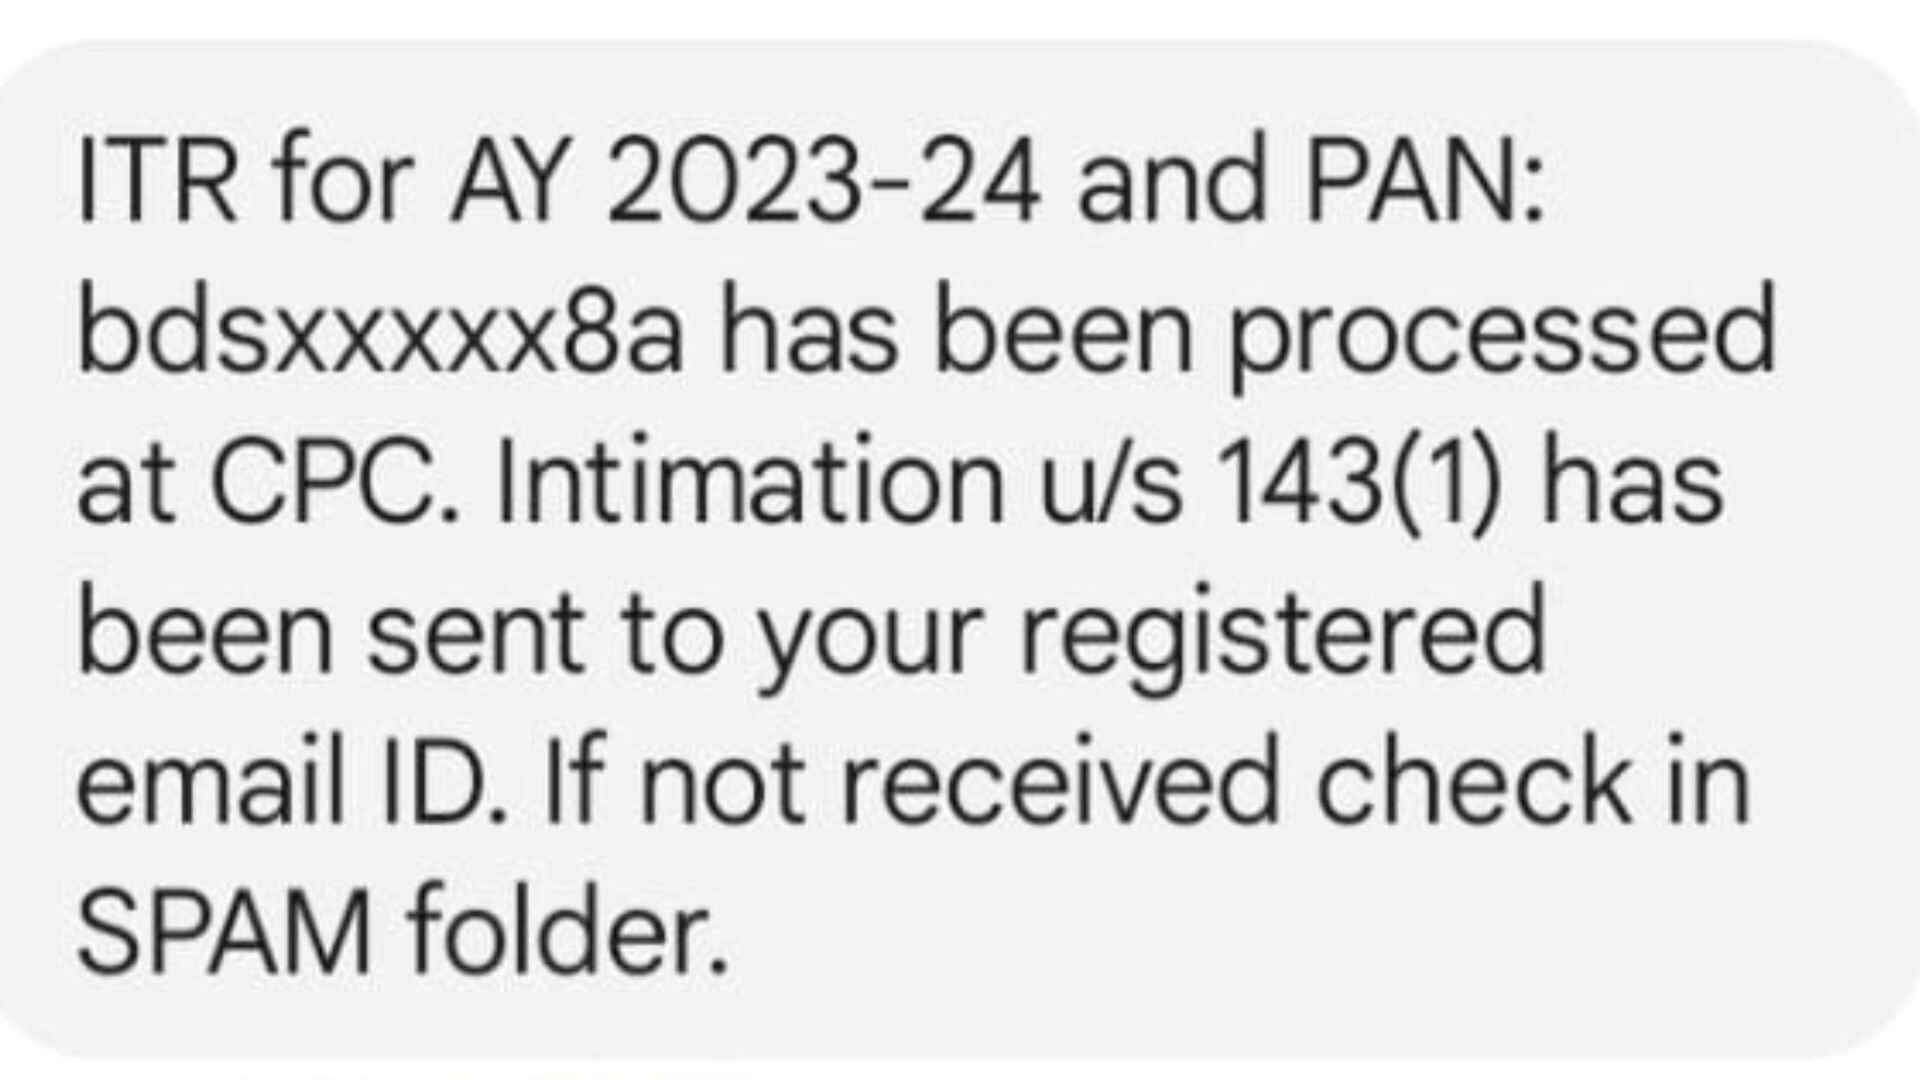 ITR for AY 2023-24 and PAN:
bdsxxxxx8a has been processed
at CPC. Intimation u/s 143(1) has
been sent to your registered
email ID. If not received check in
SPAM folder.